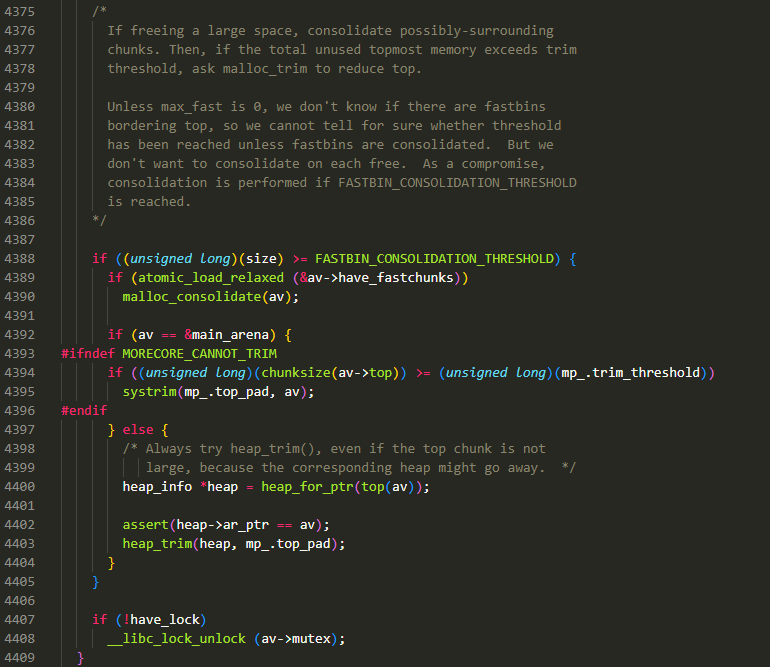 4375 /*
4376 If freeing a large space, consolidate possibly-surrounding
4377 chunks. Then, if the total unused topmost memory exceeds trim
4378 threshold, ask malloc_trim to reduce top.
4379
4380 Unless max_fast is 0, we don't know if there are fastbins
4381 bordering top, so we cannot tell for sure whether threshold
4382 has been reached unless fastbins are consolidated.  But we
4383 don't want to consolidate on each free.  As a compromise,
4384 consolidation is performed if FASTBIN_CONSOLIDATION_THRESHOLD
4385 is reached.
4386 */
4387
4388 if ((unsigned long)(size) >= FASTBIN_CONSOLIDATION_THRESHOLD) {
4389 if (atomic_load_relaxed (&av->have_fastchunks))
4390 malloc_consolidate(av);
4391
4392 if (av == &main_arena) {
4393 #ifndef MORECORE_CANNOT_TRIM
4394 if ((unsigned long)(chunksize(av->top)) >= (unsigned long)(mp_.trim_threshold))
4395 systrim(mp_.top_pad, av);
4396 #endif
4397 } else {
4398 /* Always try heap_trim(), even if the top chunk is not
4399 large, because the corresponding heap might go away.  */
4400 heap_info *heap = heap_for_ptr(top(av));
4401
4402 assert(heap->ar_ptr == av);
4403 heap_trim(heap, mp_.top_pad);
4404 }
4405 }
4406
4407 if (!have_lock)
4408 __libc_lock_unlock (av->mutex);
4409 }